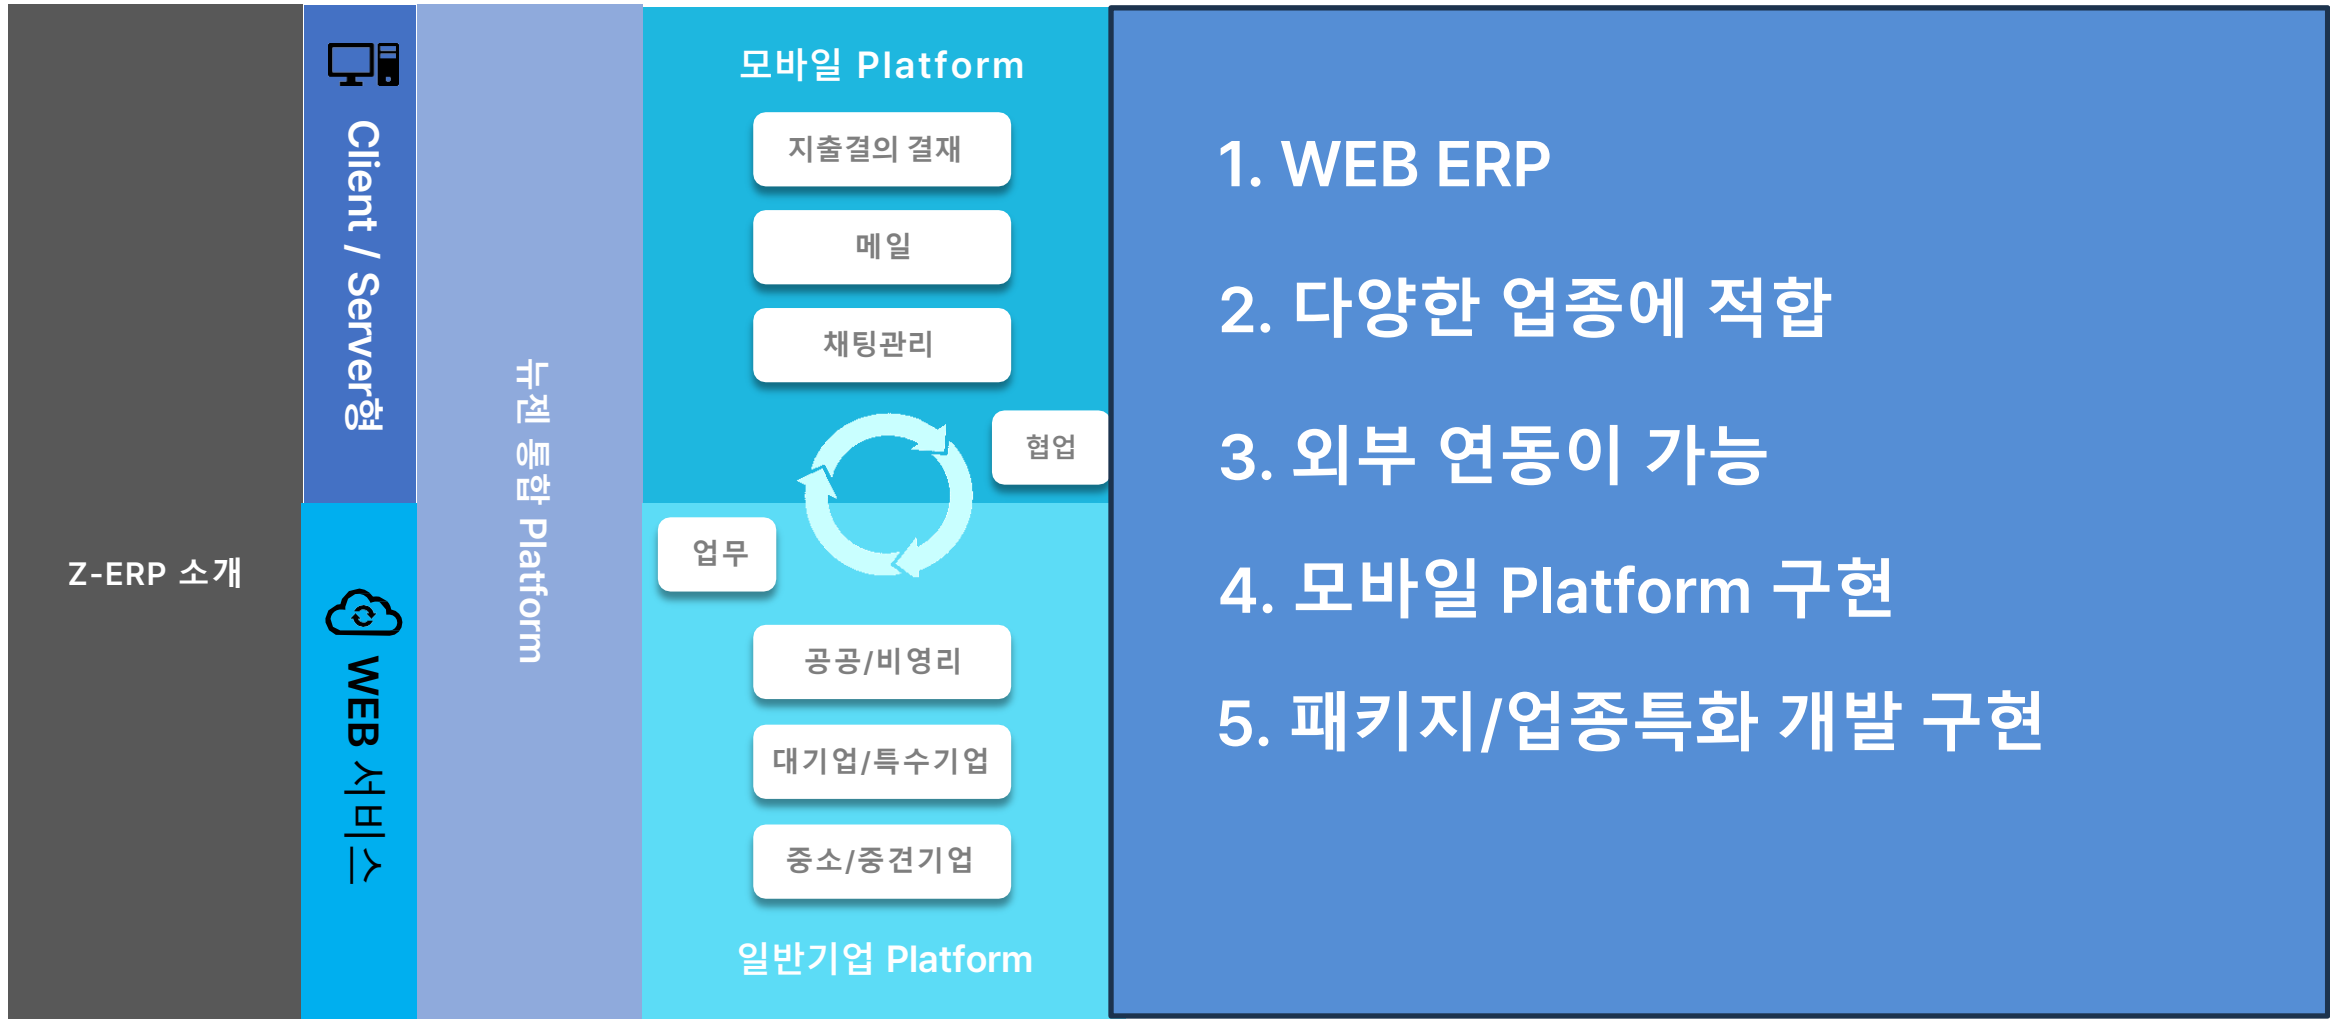 Z-ERP 소개
Client / Server형
WEB 서비스
뉴젠 통합 Platform
모바일 Platform
지출결의 결재
메일
채팅관리
협업
업무
공공/비영리
대기업/특수기업
중소/중견기업
일반기업 Platform
1. WEB ERP
2. 다양한 업종에 적합
3. 외부 연동이 가능
4. 모바일 Platform 구현
5. 패키지/업종특화 개발 구현